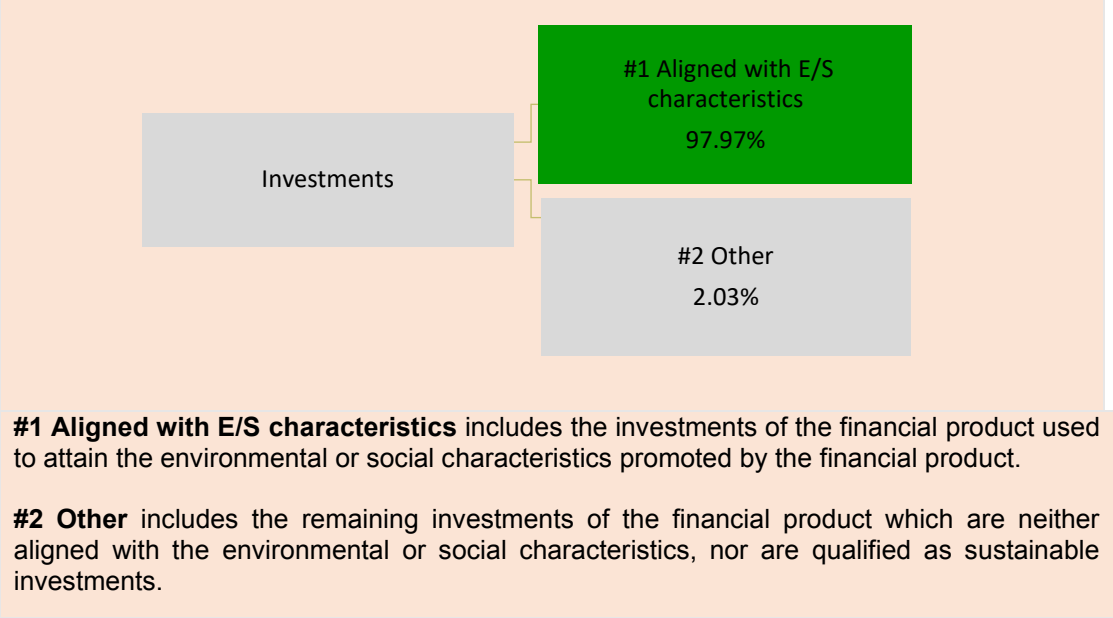 #1 Aligned with E/S
characteristics
97.97%
Investments
#2 Other
2.03%
#1 Aligned with E/S characteristics includes the investments of the financial product used
to attain the environmental or social characteristics promoted by the financial product.
#2 Other includes the remaining investments of the financial product which are neither
aligned with the environmental or social characteristics, nor are qualified as sustainable
investments.